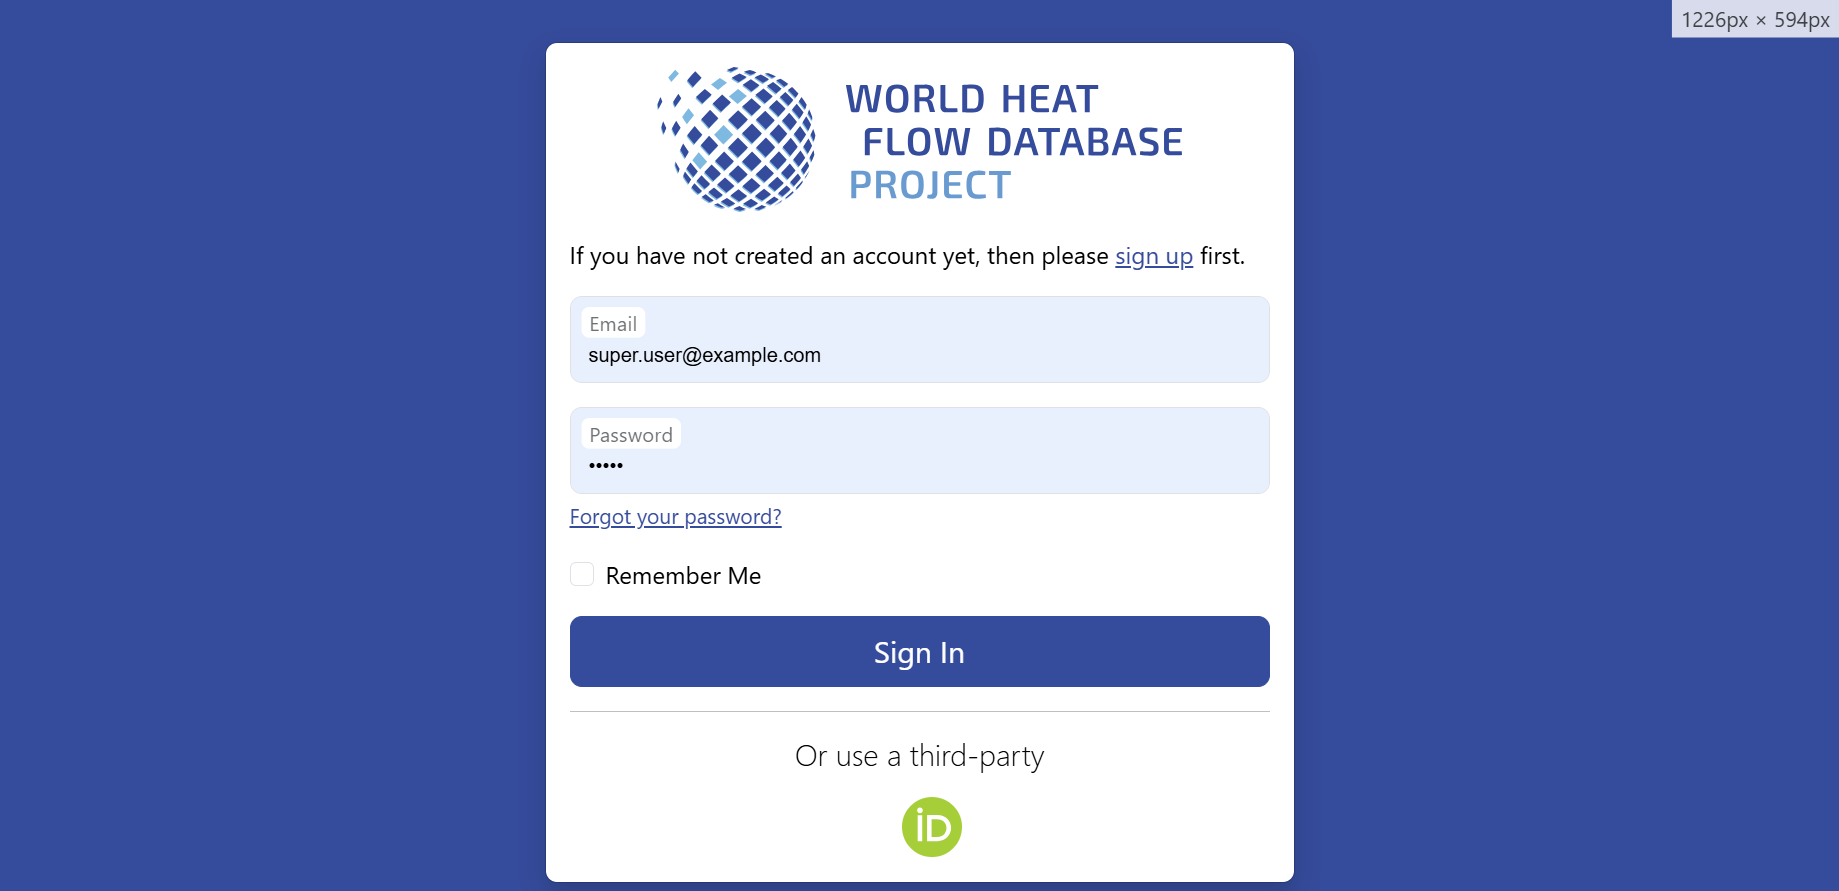 1226px × 594px
WORLD HEAT
FLOW DATABASE
PROJECT
If you have not created an account yet, then please sign up first.
Email
super.user@example.com
Password
•••••
Forgot your password?
Remember Me
Sign In
Or use a third-party
iD